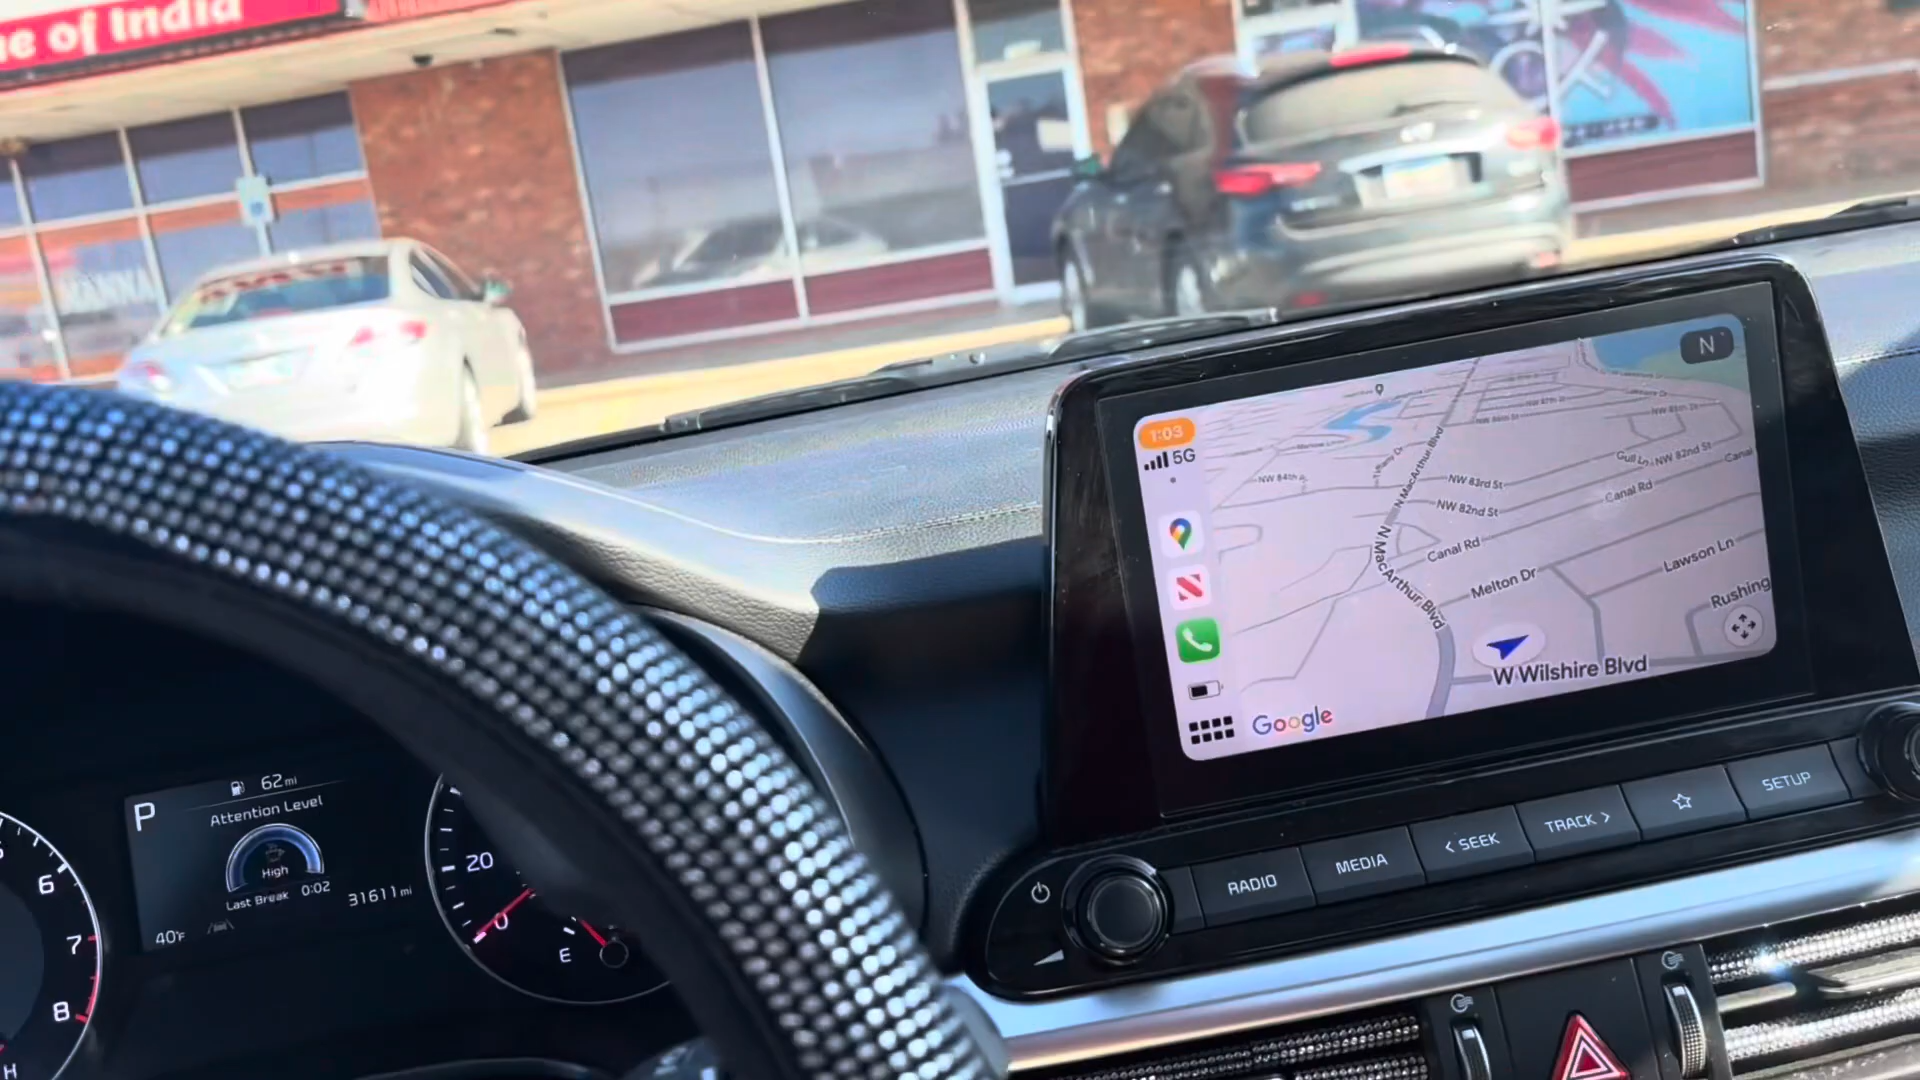 e of India
MANNA
1:03
5G
N
NW 84th
NW 83rd St
NW 82nd St
Gull Ln
NW 82nd St
Canal
Canal Rd
Canal Rd
N MacArthur Blvd
N MacArthur Blvd
Melton Dr
Lawson Ln
Rushing
W Wilshire Blvd
Google
RADIO
MEDIA
< SEEK
TRACK >
SETUP
P
62 mi
Attention Level
High
Last Break 0:02
40°F
31611 mi
6
7
8
H
20
0
E